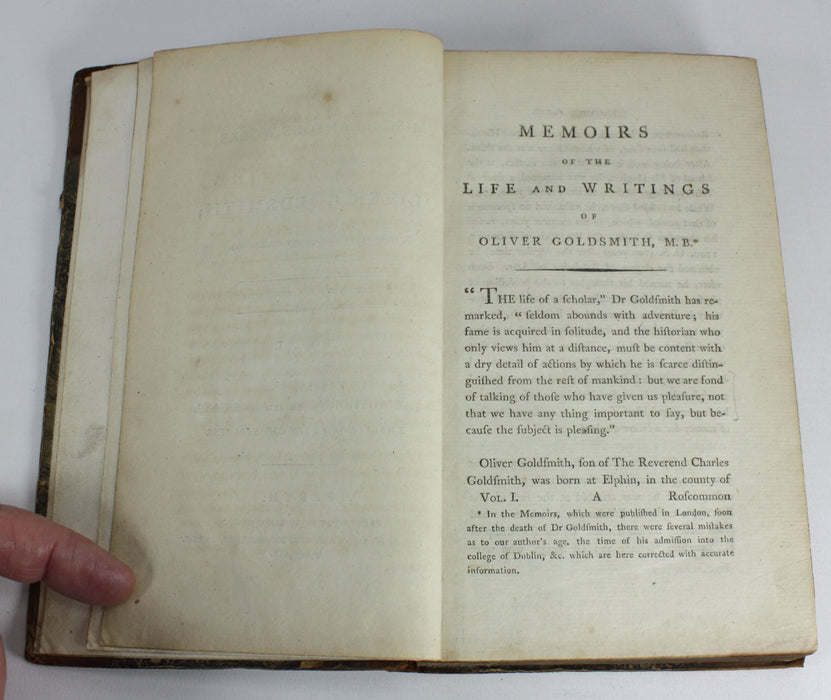 MEMOIRS
OF THE
LIFE AND WRITINGS
OF
OLIVER GOLDSMITH, M. B.*
“ THE life of a ſcholar,” Dr Goldſmith has re-
marked, “ ſeldom abounds with adventure ; his
fame is acquired in ſolitude, and the hiſtorian who
only views him at a diſtance, muſt be content with
a dry detail of actions by which he is ſcarce diſtin-
guiſhed from the reſt of mankind : but we are fond
of talking of thoſe who have given us pleaſure, not
that we have any thing important to ſay, but be-
cauſe the ſubject is pleaſing.”
Oliver Goldſmith, ſon of The Reverend Charles
Goldſmith, was born at Elphin, in the county of
VOL. I. A Roſcommon
* In the Memoirs, which were publiſhed in London, ſoon
after the death of Dr Goldſmith, there were ſeveral miſtakes
as to our author's age, the time of his admiſſion into the
college of Dublin, &c. which are here corrected with accurate
information.